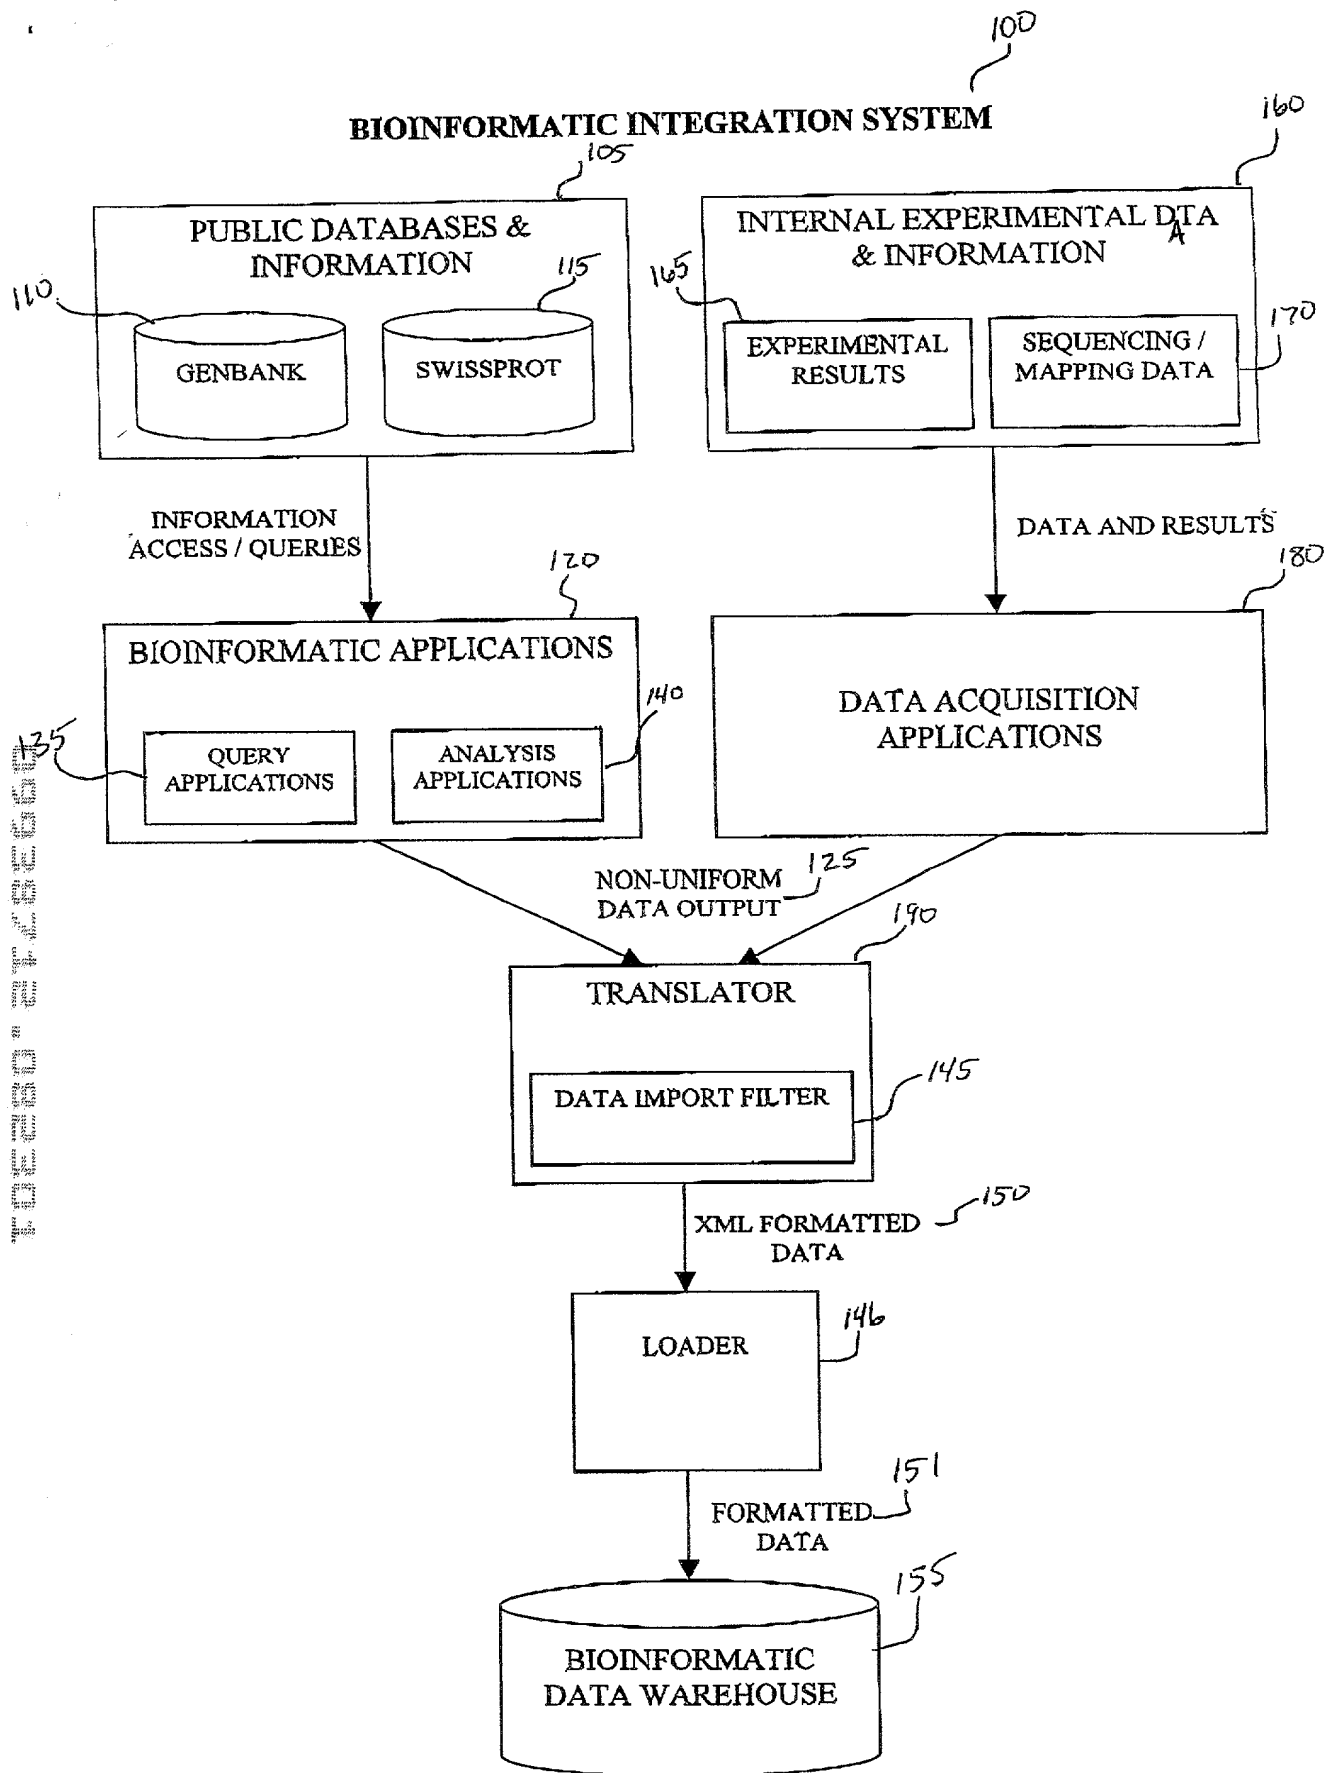 100
BIOINFORMATIC INTEGRATION SYSTEM
105
160
PUBLIC DATABASES &
INFORMATION
INTERNAL EXPERIMENTAL DTA
A
& INFORMATION
110
115
165
170
GENBANK
SWISSPROT
EXPERIMENTAL
RESULTS
SEQUENCING /
MAPPING DATA
INFORMATION
ACCESS / QUERIES
DATA AND RESULTS
120
180
BIOINFORMATIC APPLICATIONS
DATA ACQUISITION
APPLICATIONS
135
140
QUERY
APPLICATIONS
ANALYSIS
APPLICATIONS
NON-UNIFORM
DATA OUTPUT
125
190
TRANSLATOR
DATA IMPORT FILTER
145
XML FORMATTED
DATA
150
LOADER
146
FORMATTED
DATA
151
155
BIOINFORMATIC
DATA WAREHOUSE